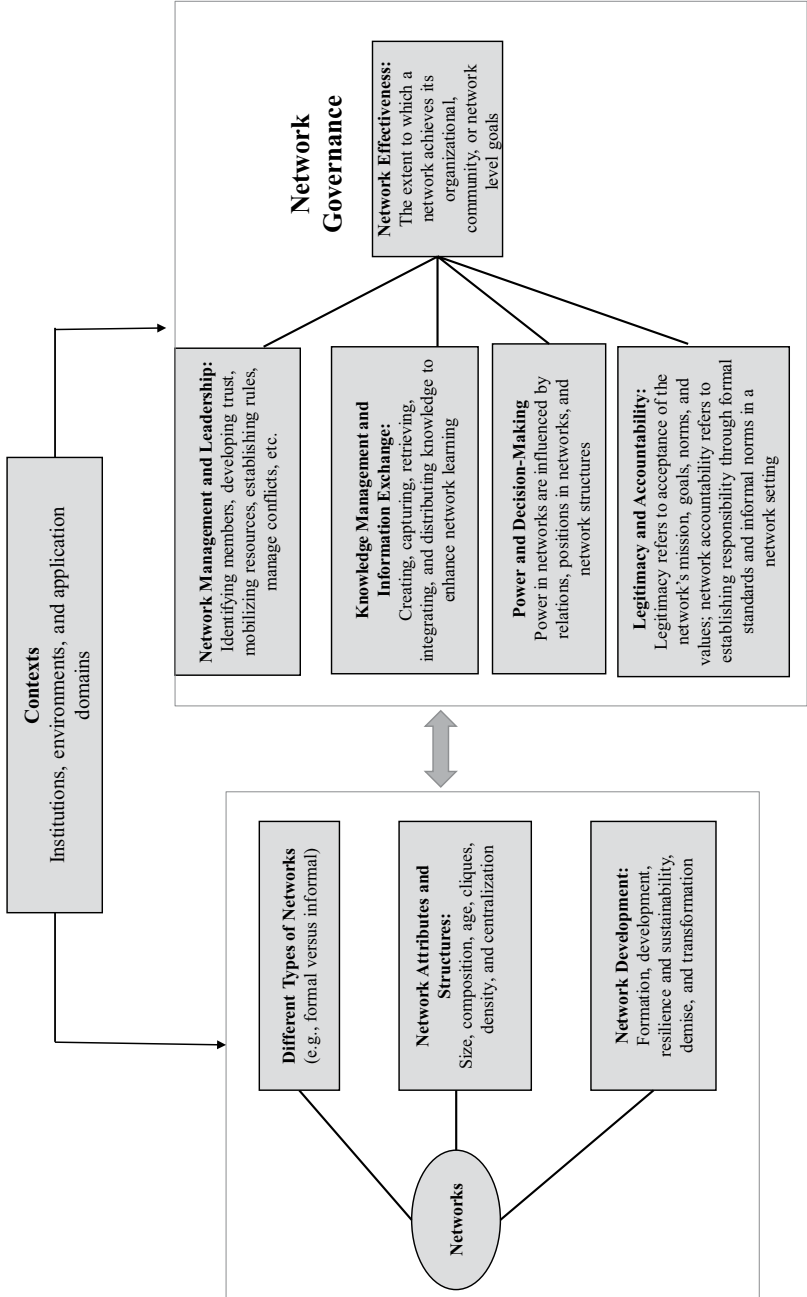 Contexts
Institutions, environments, and application
domains
Networks
Different Types of Networks
(e.g., formal versus informal)
Network Attributes and
Structures:
Size, composition, age, cliques,
density, and centralization
Network Development:
Formation, development,
resilience and sustainability,
demise, and transformation
Network
Governance
Network Management and Leadership:
Identifying members, developing trust,
mobilizing resources, establishing rules,
manage conflicts, etc.
Knowledge Management and
Information Exchange:
Creating, capturing, retrieving,
integrating, and distributing knowledge to
enhance network learning
Power and Decision-Making
Power in networks are influenced by
relations, positions in networks, and
network structures
Legitimacy and Accountability:
Legitimacy refers to acceptance of the
network's mission, goals, norms, and
values; network accountability refers to
establishing responsibility through formal
standards and informal norms in a
network setting
Network Effectiveness:
The extent to which a
network achieves its
organizational,
community, or network
level goals